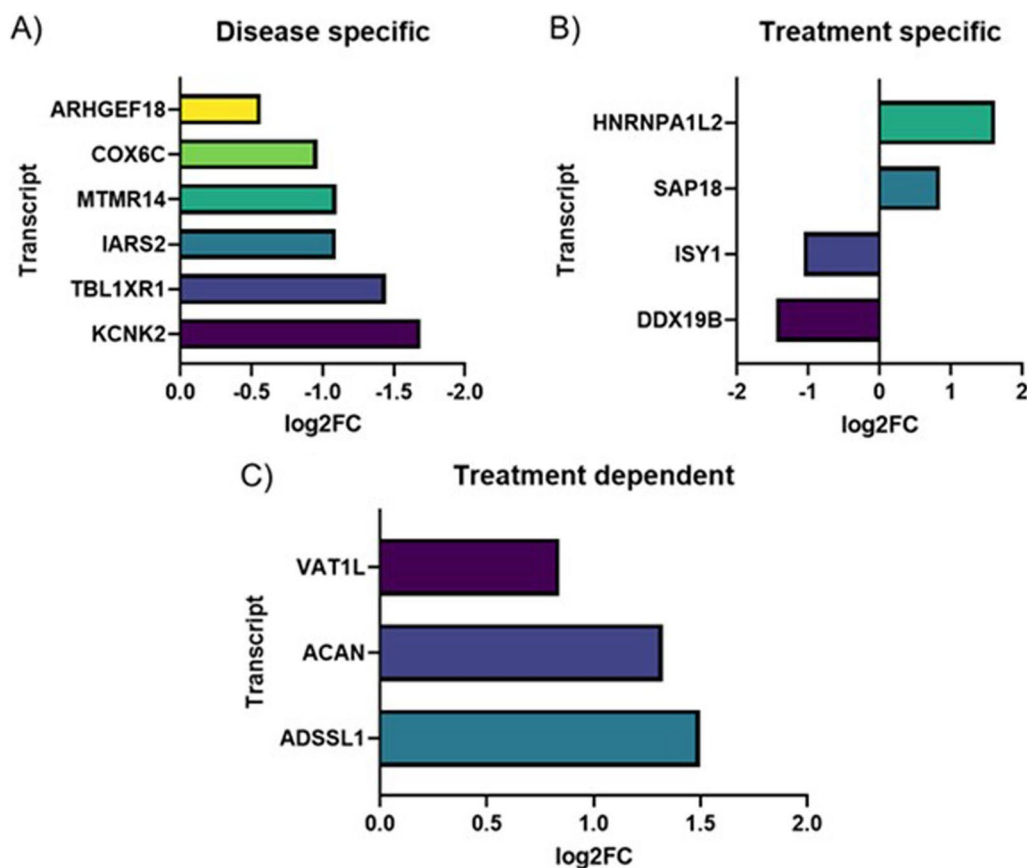 A)
Disease specific
Transcript
ARHGEF18
COX6C
MTMR14
IARS2
TBL1XR1
KCNK2
0.0 -0.5 -1.0 -1.5 -2.0
log2FC
B)
Treatment specific
Transcript
HNRNPA1L2
SAP18
ISY1
DDX19B
-2 -1 0 1 2
log2FC
C)
Treatment dependent
Transcript
VAT1L
ACAN
ADSSL1
0.0 0.5 1.0 1.5 2.0
log2FC